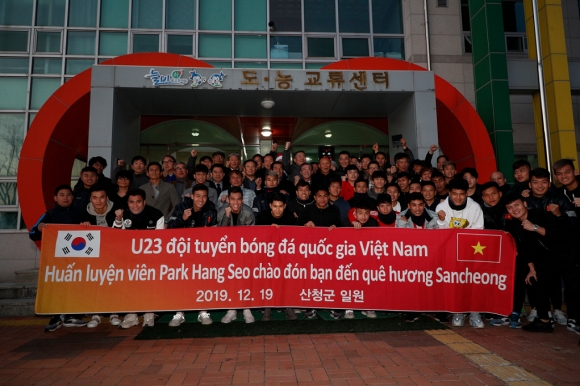 도·농교류센터
U23 đội tuyển bóng đá quốc gia Việt Nam
Huấn luyện viên Park Hang Seo chào đón bạn đến quê hương Sancheong
2019. 12. 19 산청군 일원